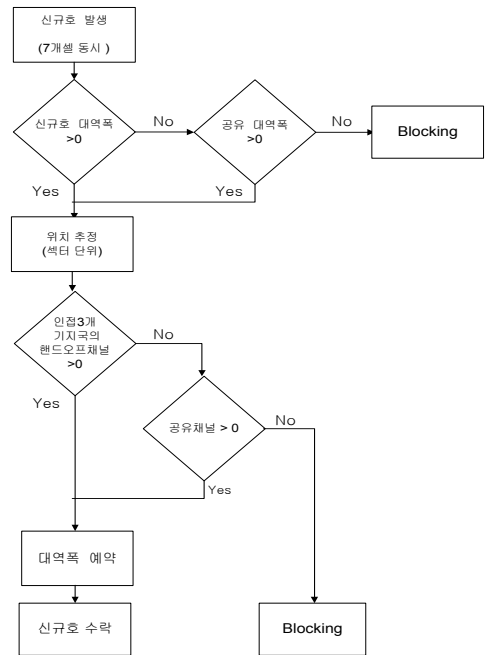 신규호 발생
(7개셀 동시 )
신규호 대역폭
>0
No
공유 대역폭
>0
No
Blocking
Yes
Yes
위치 추정
(섹터 단위)
인접3개
기지국의
핸드오프채널
>0
No
Yes
공유채널 > 0
No
Yes
대역폭 예약
신규호 수락
Blocking